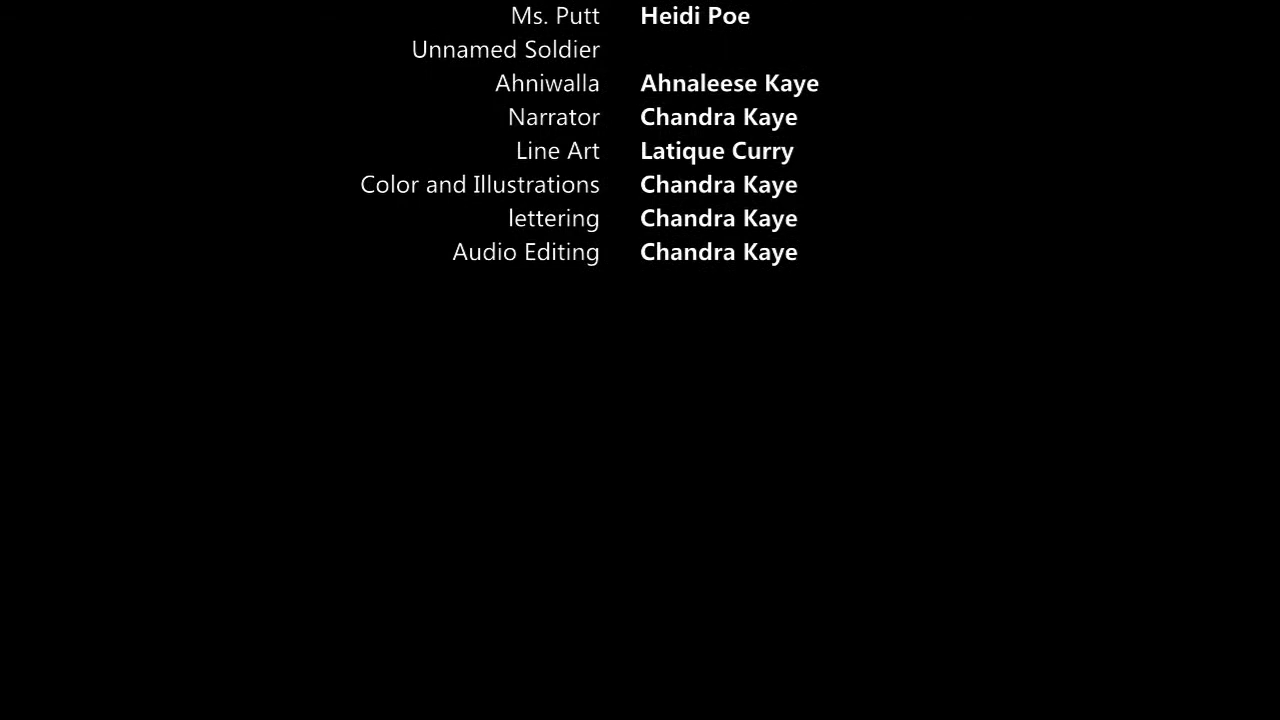 Ms. Putt Heidi Poe
Unnamed Soldier
Ahniwalla Ahnaleese Kaye
Narrator Chandra Kaye
Line Art Latique Curry
Color and Illustrations Chandra Kaye
lettering Chandra Kaye
Audio Editing Chandra Kaye